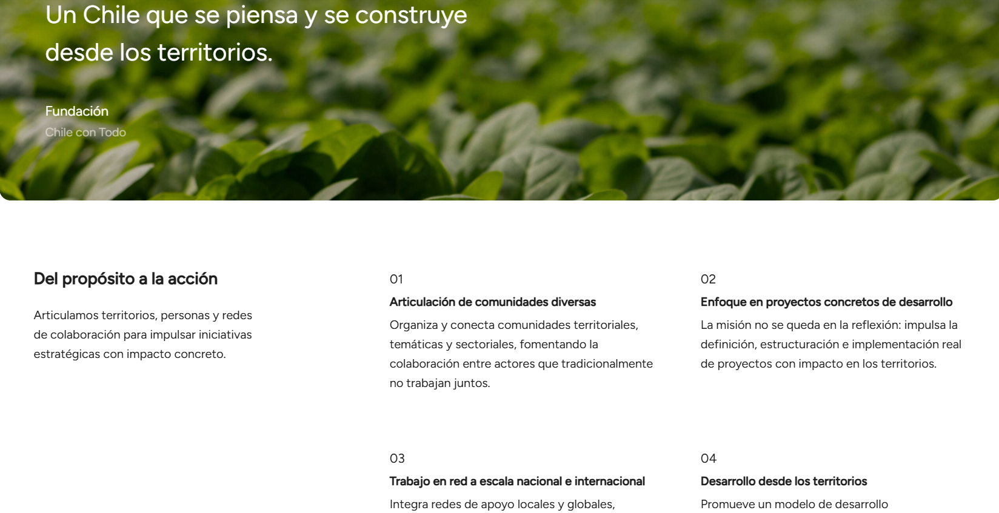 Un Chile que se piensa y se construye
desde los territorios.
Fundación
Chile con Todo
Del propósito a la acción
Articulamos territorios, personas y redes
de colaboración para impulsar iniciativas
estratégicas con impacto concreto.
01
Articulación de comunidades diversas
Organiza y conecta comunidades territoriales,
temáticas y sectoriales, fomentando la
colaboración entre actores que tradicionalmente
no trabajan juntos.
02
Enfoque en proyectos concretos de desarrollo
La misión no se queda en la reflexión: impulsa la
definición, estructuración e implementación real
de proyectos con impacto en los territorios.
03
Trabajo en red a escala nacional e internacional
Integra redes de apoyo locales y globales,
04
Desarrollo desde los territorios
Promueve un modelo de desarrollo